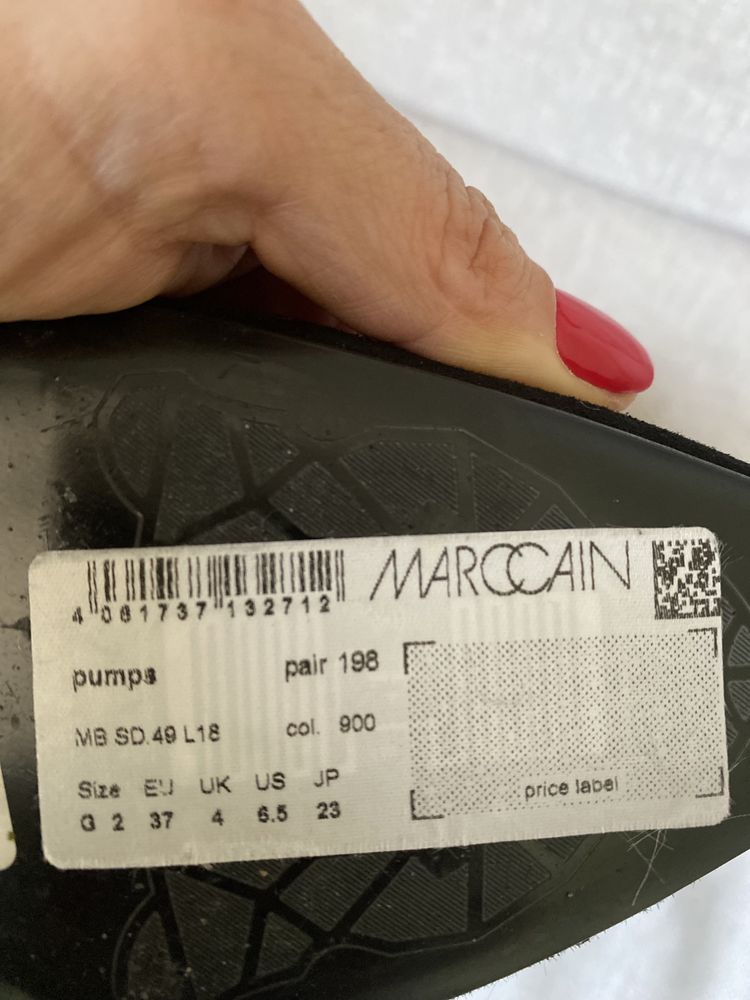 MARCCAIN
4 061737 132712
pumps pair 198
MB SD.49 L18 col. 900
Size EU UK US JP
G 2 37 4 6.5 23
price label